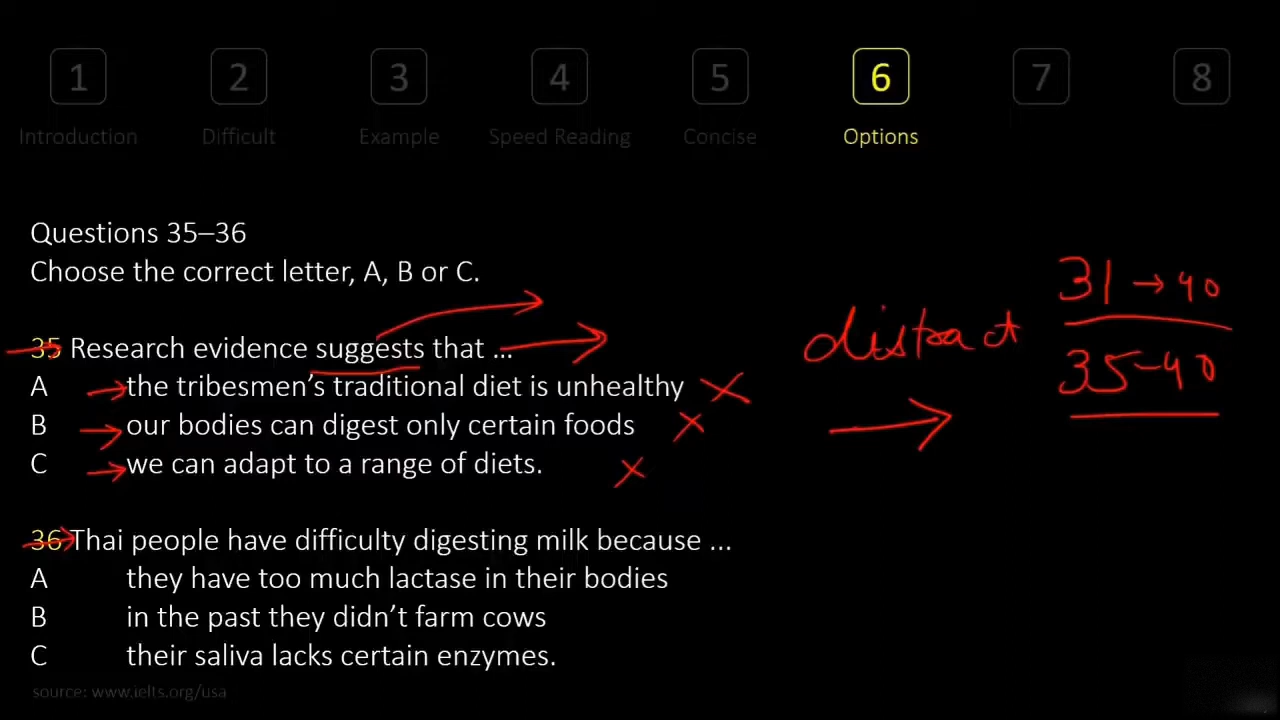 1 2 3 4 5 6 7 8
Introduction Difficult Example Speed Reading Concise Options
Questions 35–36
Choose the correct letter, A, B or C.
35 Research evidence suggests that ...
A the tribesmen’s traditional diet is unhealthy
B our bodies can digest only certain foods
C we can adapt to a range of diets.
distract
31 → 40
35-40
36 Thai people have difficulty digesting milk because ...
A they have too much lactase in their bodies
B in the past they didn’t farm cows
C their saliva lacks certain enzymes.
source: www.ielts.org/usa